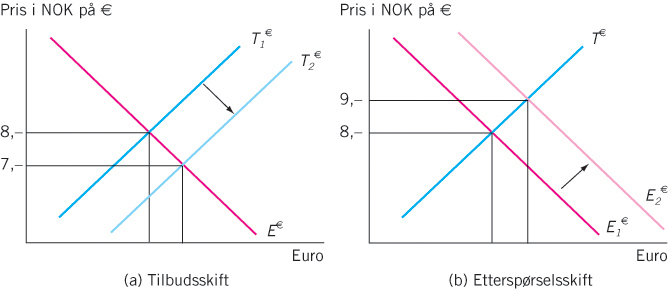 Pris i NOK på €
T₁€
T₂€
8,–
7,–
E€
Euro
(a) Tilbudsskift
Pris i NOK på €
T€
9,–
8,–
E₂€
E₁€
Euro
(b) Etterspørselsskift